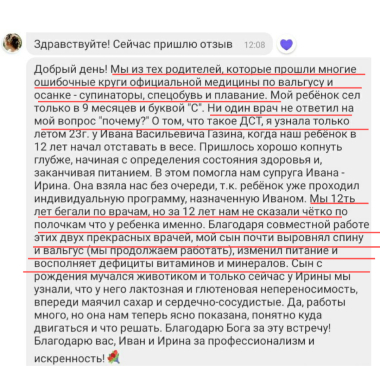 Здравствуйте! Сейчас пришлю отзыв 12:08
Добрый день! Мы из тех родителей, которые прошли многие
ошибочные круги официальной медицины по вальгусу и
осанке - супинаторы, спецобувь и плавание. Мой ребёнок сел
только в 9 месяцев и буквой "С". Ни один врач не ответил на
мой вопрос "почему?" О том, что такое ДСТ, я узнала только
летом 23г. у Ивана Васильевича Газина, когда наш ребёнок в
12 лет начал отставать в весе. Пришлось хорошо копнуть
глубже, начиная с определения состояния здоровья и,
заканчивая питанием. В этом помогла нам супруга Ивана -
Ирина. Она взяла нас без очереди, т.к. ребёнок уже проходил
индивидуальную программу, назначенную Иваном. Мы 12ть
лет бегали по врачам, но за 12 лет нам не сказали чётко по
полочкам что у ребенка именно. Благодаря совместной работе
этих двух прекрасных врачей, мой сын почти выровнял спину
и вальгус (мы продолжаем работать), изменил питание и
восполняет дефициты витаминов и минералов. Сын с
рождения мучался животиком и только сейчас у Ирины мы
узнали, что у него лактозная и глютеновая непереносимость,
впереди маячил сахар и сердечно-сосудистые. Да, работы
много, но она нам теперь ясно показана, понятно куда
двигаться и что решать. Благодарю Бога за эту встречу!
Благодарю вас, Иван и Ирина за профессионализм и
искренность!